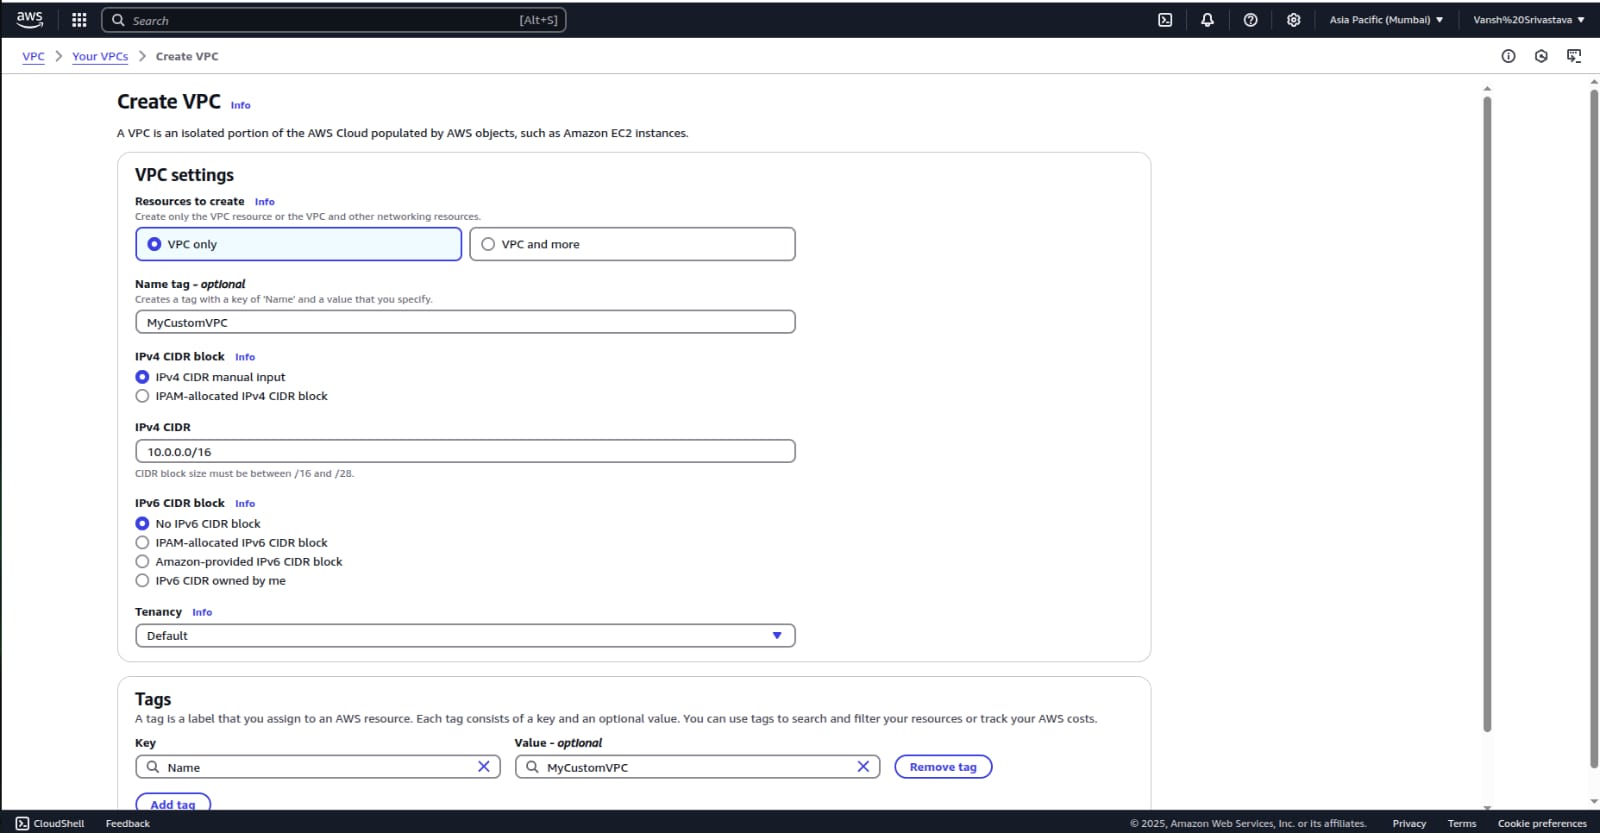 aws Search [Alt+S] Asia Pacific (Mumbai) Vansh%20Srivastava
VPC Your VPCs Create VPC
Create VPC Info
A VPC is an isolated portion of the AWS Cloud populated by AWS objects, such as Amazon EC2 instances.
VPC settings
Resources to create Info
Create only the VPC resource or the VPC and other networking resources.
VPC only VPC and more
Name tag - optional
Creates a tag with a key of 'Name' and a value that you specify.
MyCustomVPC
IPv4 CIDR block Info
IPv4 CIDR manual input
IPAM-allocated IPv4 CIDR block
IPv4 CIDR
10.0.0.0/16
CIDR block size must be between /16 and /28.
IPv6 CIDR block Info
No IPv6 CIDR block
IPAM-allocated IPv6 CIDR block
Amazon-provided IPv6 CIDR block
IPv6 CIDR owned by me
Tenancy Info
Default
Tags
A tag is a label that you assign to an AWS resource. Each tag consists of a key and an optional value. You can use tags to search and filter your resources or track your AWS costs.
Key Value - optional
Name MyCustomVPC Remove tag
Add tag
CloudShell Feedback © 2025, Amazon Web Services, Inc. or its affiliates. Privacy Terms Cookie preferences